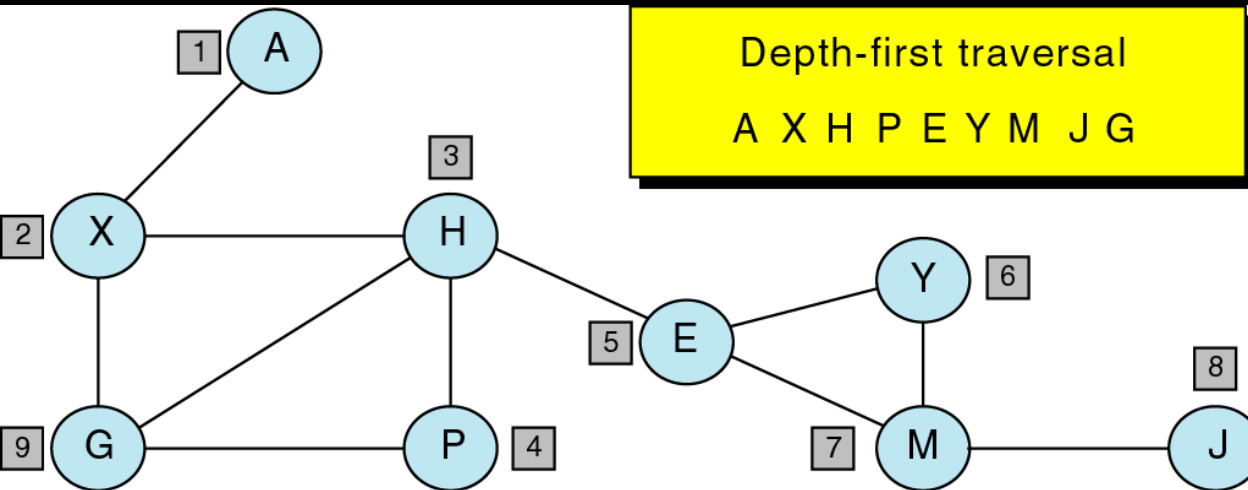 1 A
Depth-first traversal
A X H P E Y M J G
3
2 X H
Y 6
5 E
8
9 G P 4 7 M J